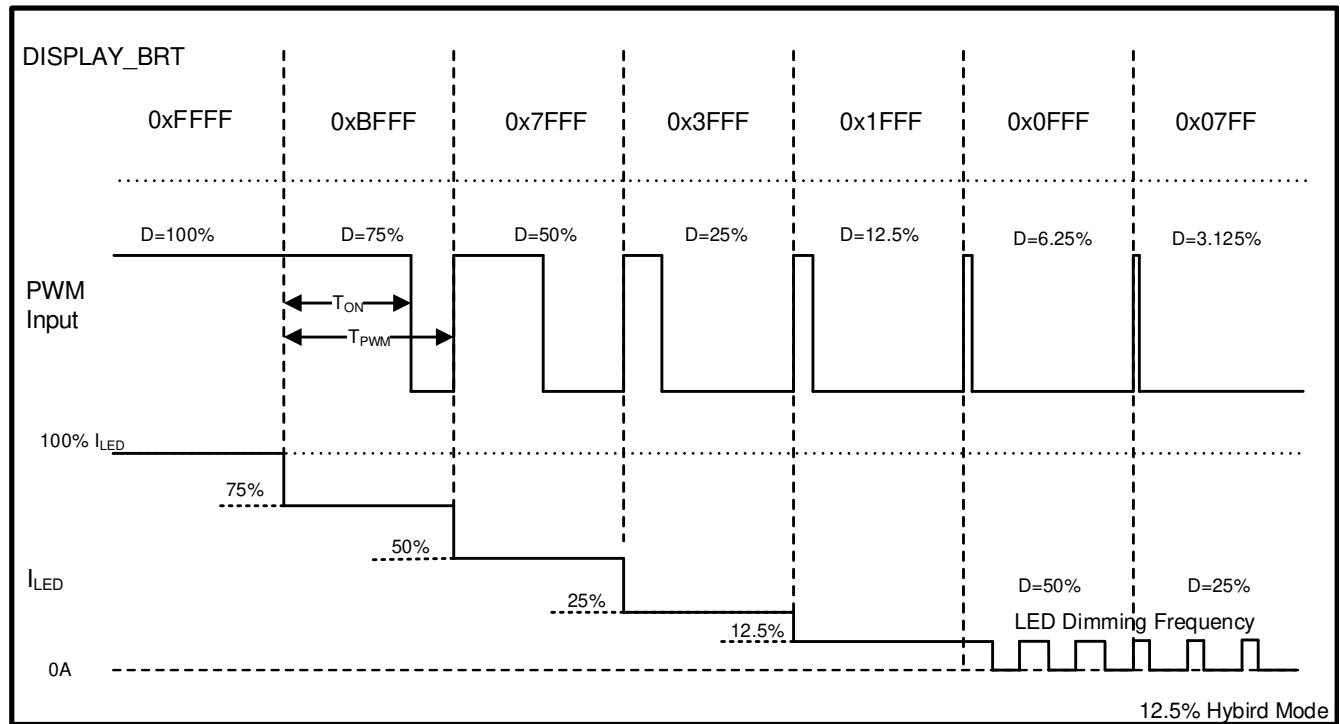 DISPLAY_BRT
0xFFFF 0xBFFF 0x7FFF 0x3FFF 0x1FFF 0x0FFF 0x07FF
D=100% D=75% D=50% D=25% D=12.5% D=6.25% D=3.125%
PWM
Input
TON
TPWM
100% ILED
75%
50%
25%
12.5%
ILED
D=50% D=25%
LED Dimming Frequency
0A
12.5% Hybird Mode